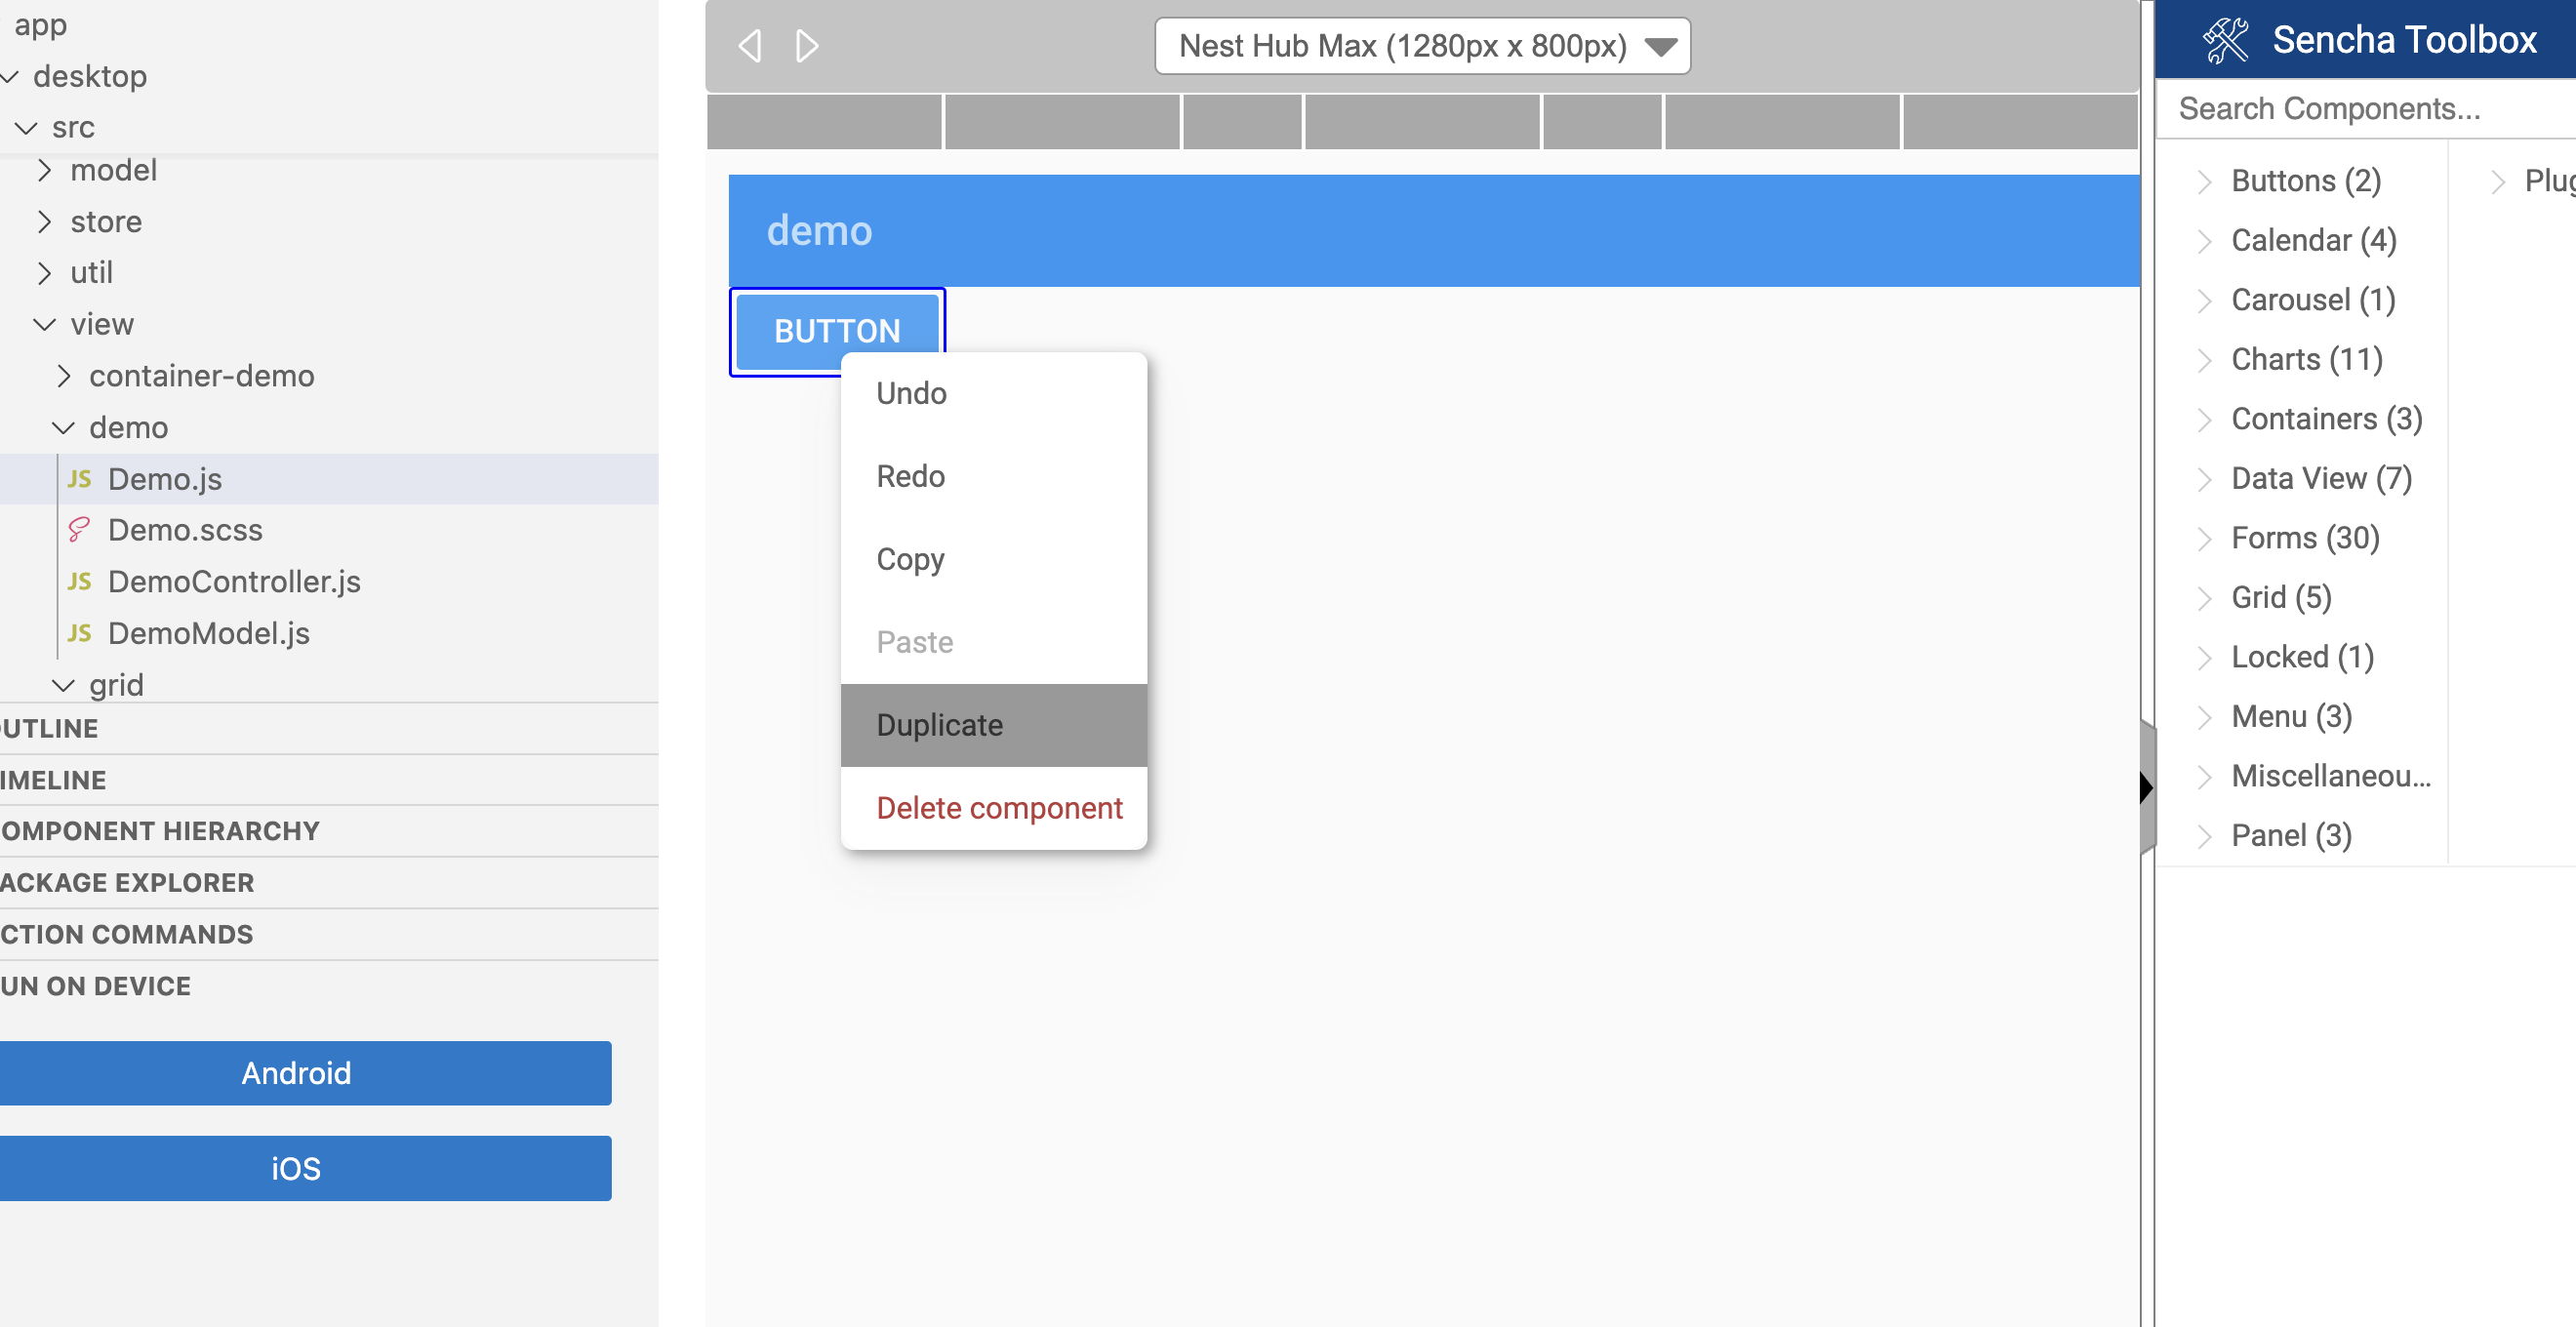 app
desktop
src
model
store
util
view
container-demo
demo
JS Demo.js
Demo.scss
JS DemoController.js
JS DemoModel.js
grid
UTLINE
IMELINE
OMPONENT HIERARCHY
ACKAGE EXPLORER
CTION COMMANDS
UN ON DEVICE
Android
iOS
Nest Hub Max (1280px x 800px)
demo
BUTTON
Undo
Redo
Copy
Paste
Duplicate
Delete component
Sencha Toolbox
Search Components...
Buttons (2)
Calendar (4)
Carousel (1)
Charts (11)
Containers (3)
Data View (7)
Forms (30)
Grid (5)
Locked (1)
Menu (3)
Miscellaneou...
Panel (3)
Plug